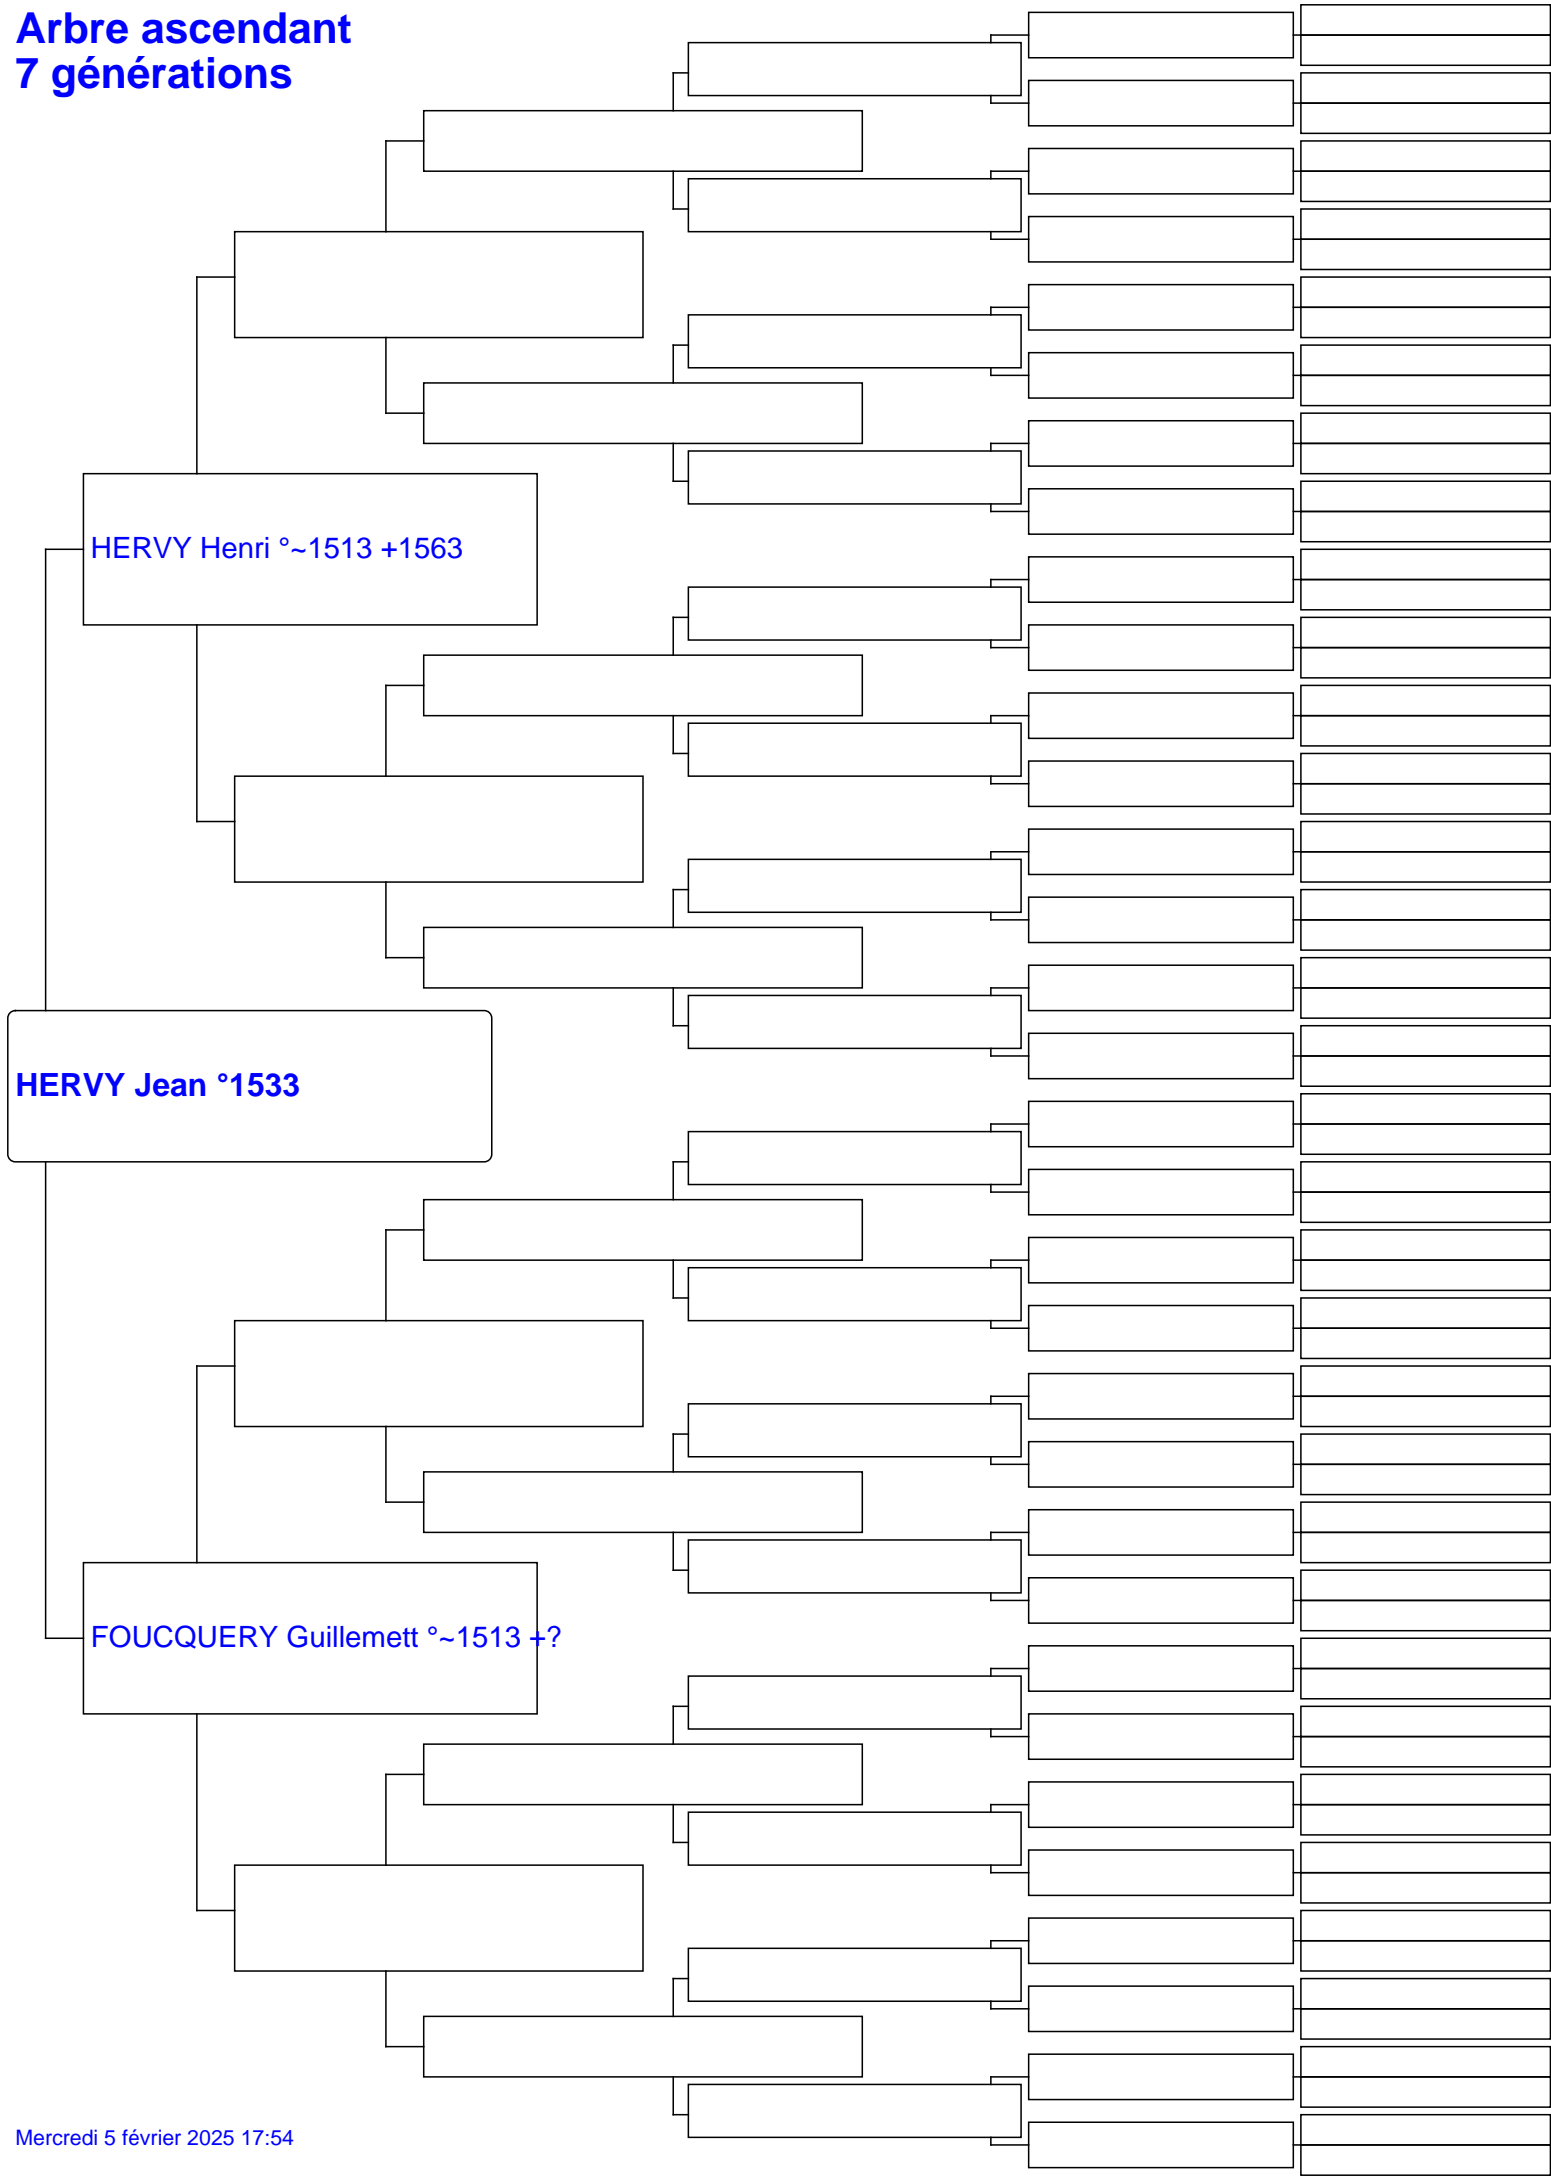 Arbre ascendant
7 générations
HERVY Henri °~1513 +1563
HERVY Jean °1533
FOUCQUERY Guillemett °~1513 +?
Mercredi 5 février 2025 17:54